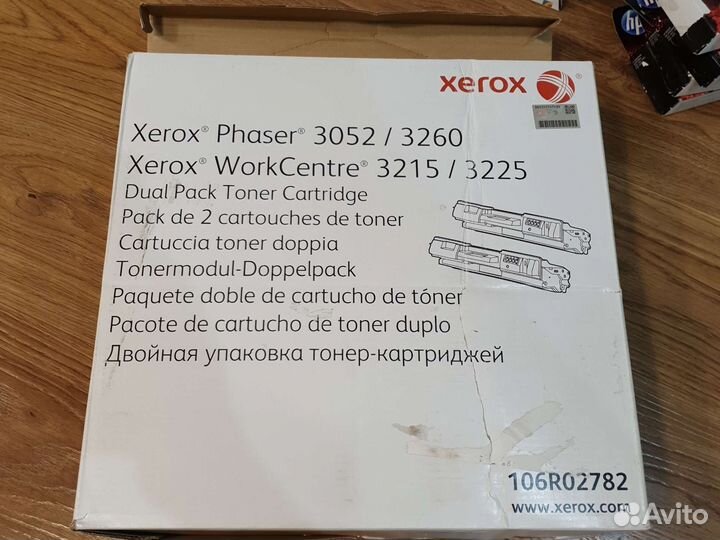 xerox
Xerox® Phaser® 3052 / 3260
Xerox® WorkCentre® 3215 / 3225
Dual Pack Toner Cartridge
Pack de 2 cartouches de toner
Cartuccia toner doppia
Tonermodul-Doppelpack
Paquete doble de cartucho de tóner
Pacote de cartucho de toner duplo
Двойная упаковка тонер-картриджей
106R02782
www.xerox.com
hp
Avito